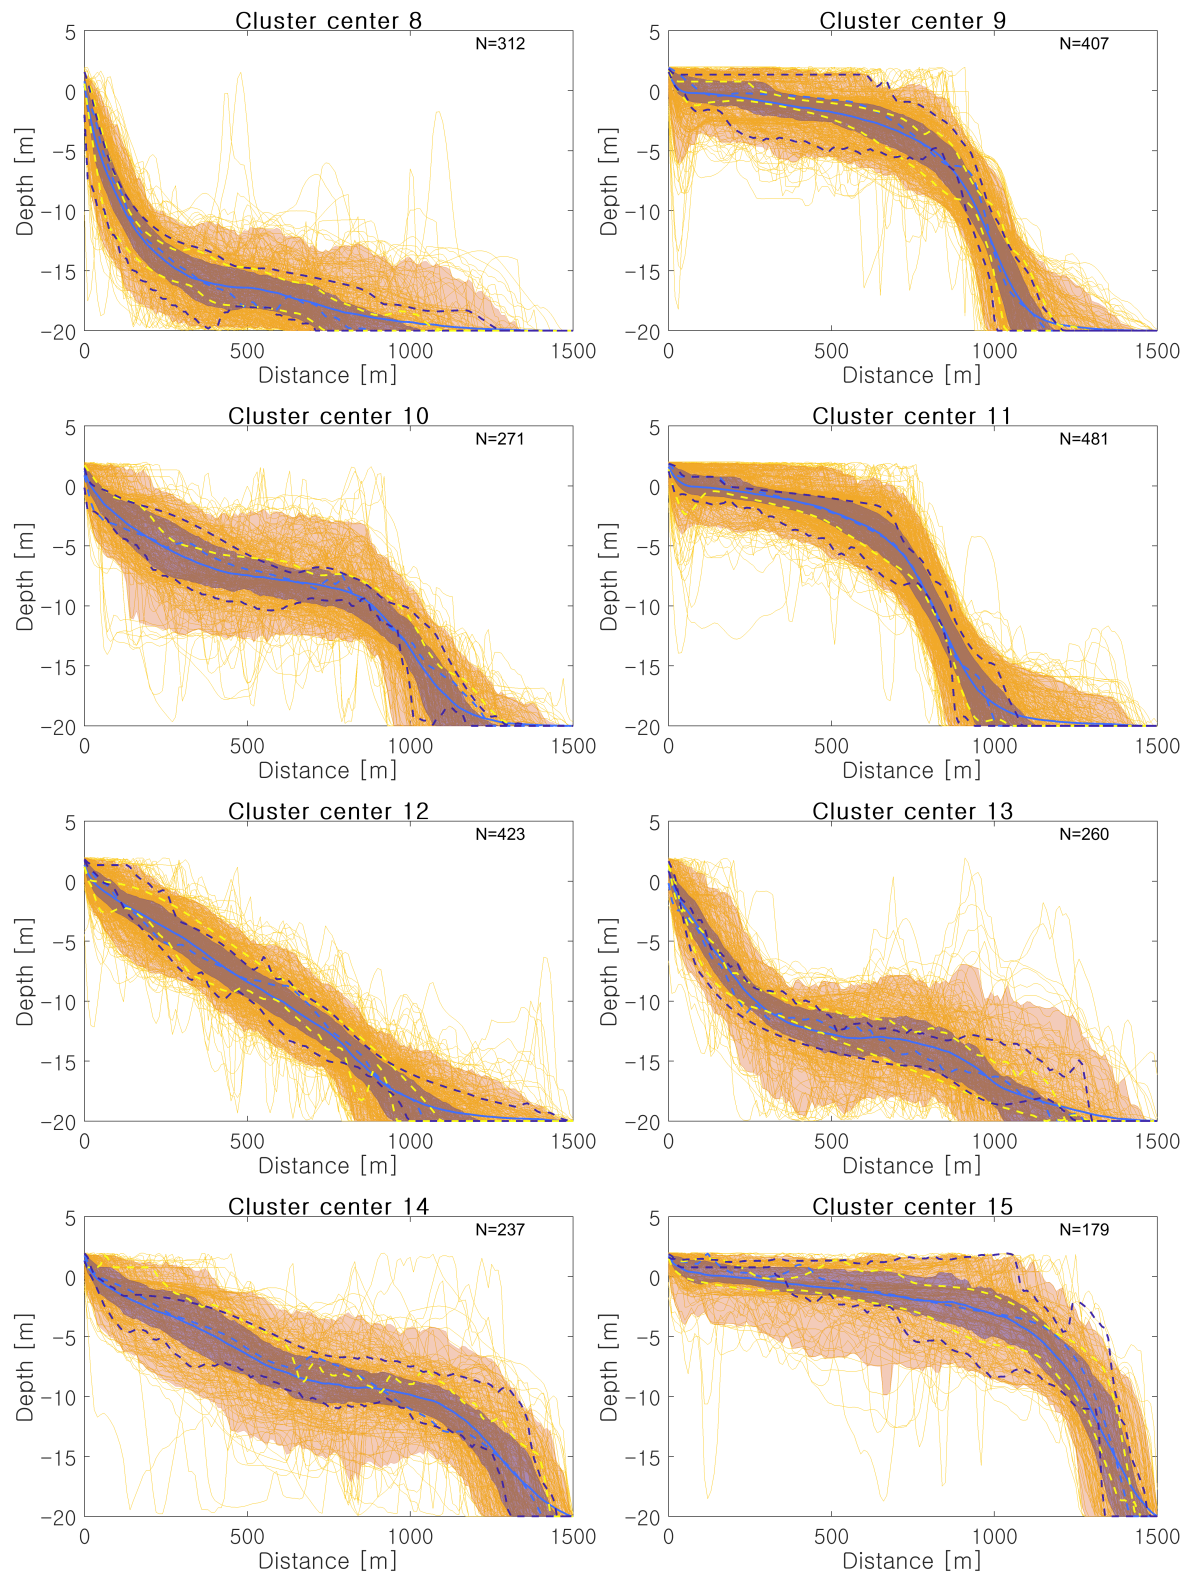 Cluster center 8
N=312
5
0
−5
−10
−15
−20
Depth [m]
0 500 1000 1500
Distance [m]
Cluster center 9
N=407
5
0
−5
−10
−15
−20
Depth [m]
0 500 1000 1500
Distance [m]
Cluster center 10
N=271
5
0
−5
−10
−15
−20
Depth [m]
0 500 1000 1500
Distance [m]
Cluster center 11
N=481
5
0
−5
−10
−15
−20
Depth [m]
0 500 1000 1500
Distance [m]
Cluster center 12
N=423
5
0
−5
−10
−15
−20
Depth [m]
0 500 1000 1500
Distance [m]
Cluster center 13
N=260
5
0
−5
−10
−15
−20
Depth [m]
0 500 1000 1500
Distance [m]
Cluster center 14
N=237
5
0
−5
−10
−15
−20
Depth [m]
0 500 1000 1500
Distance [m]
Cluster center 15
N=179
5
0
−5
−10
−15
−20
Depth [m]
0 500 1000 1500
Distance [m]